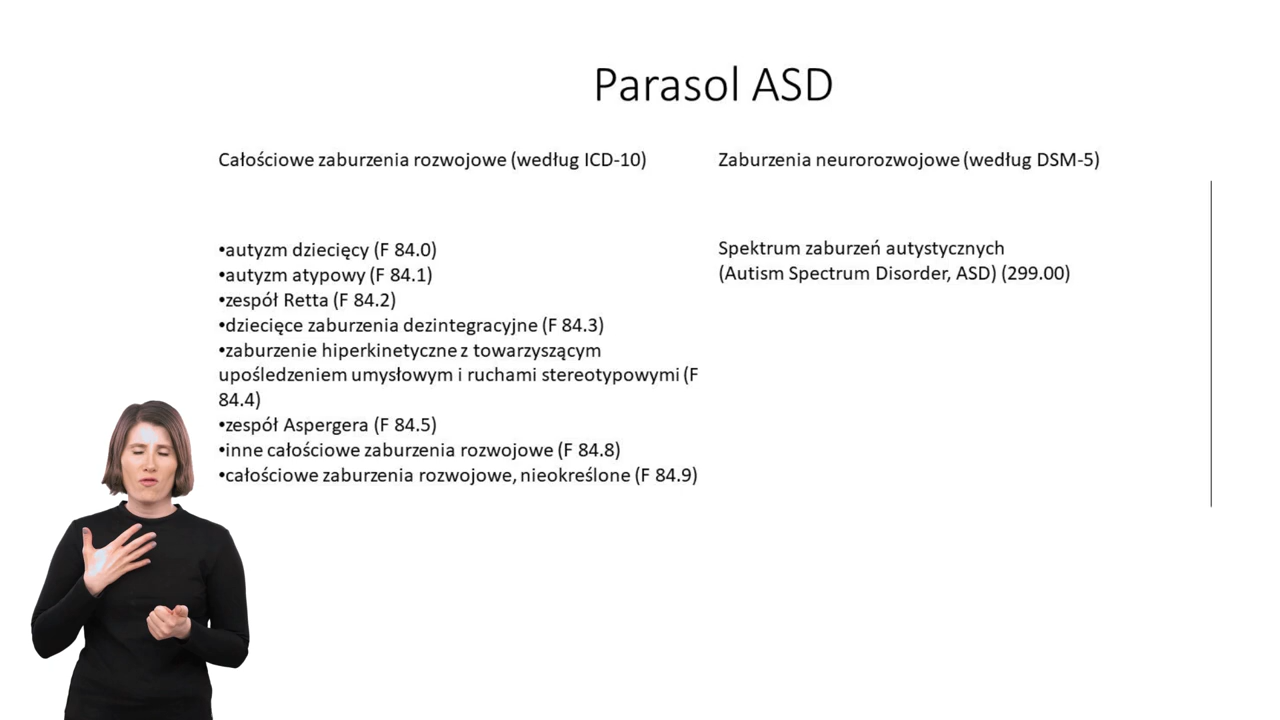 Parasol ASD
Całościowe zaburzenia rozwojowe (według ICD-10)
•autyzm dziecięcy (F 84.0)
•autyzm atypowy (F 84.1)
•zespół Retta (F 84.2)
•dziecięce zaburzenia dezintegracyjne (F 84.3)
•zaburzenie hiperkinetyczne z towarzyszącym
upośledzeniem umysłowym i ruchami stereotypowymi (F
84.4)
•zespół Aspergera (F 84.5)
•inne całościowe zaburzenia rozwojowe (F 84.8)
•całościowe zaburzenia rozwojowe, nieokreślone (F 84.9)
Zaburzenia neurorozwojowe (według DSM-5)
Spektrum zaburzeń autystycznych
(Autism Spectrum Disorder, ASD) (299.00)